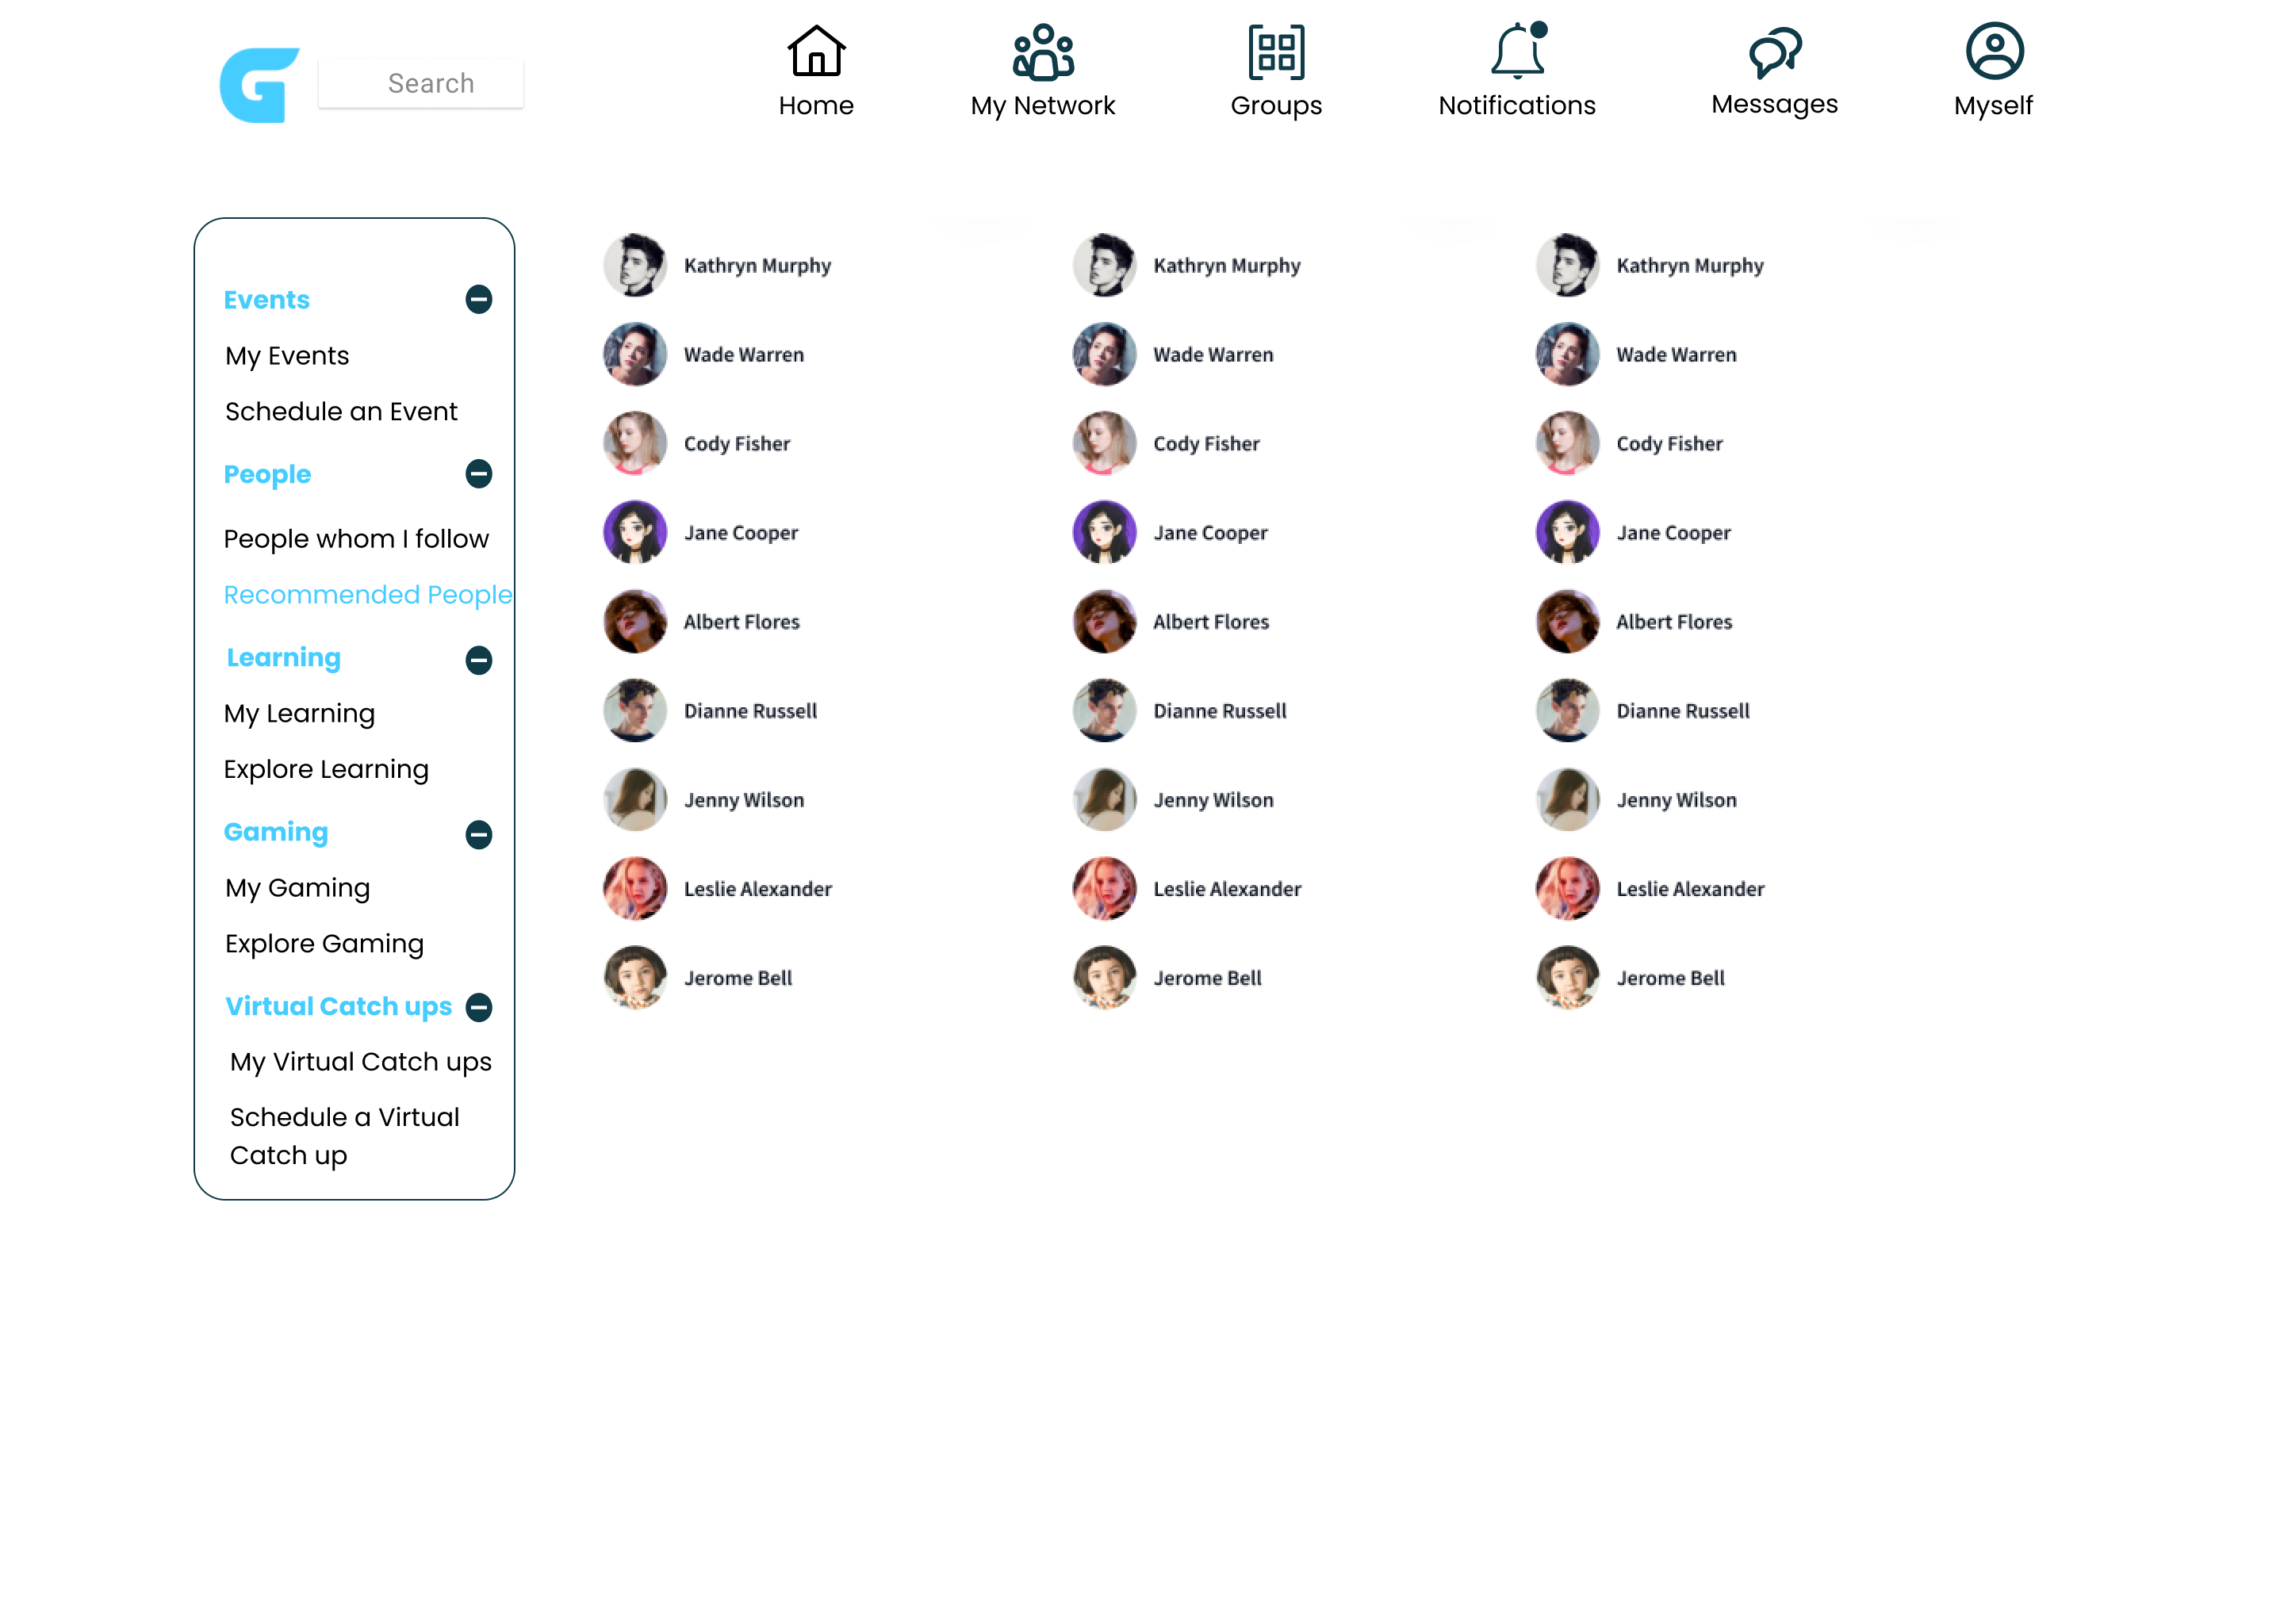 G
Search
Home
My Network
Groups
Notifications
Messages
Myself
Events
My Events
Schedule an Event
People
People whom I follow
Recommended People
Learning
My Learning
Explore Learning
Gaming
My Gaming
Explore Gaming
Virtual Catch ups
My Virtual Catch ups
Schedule a Virtual
Catch up
Kathryn Murphy
Wade Warren
Cody Fisher
Jane Cooper
Albert Flores
Dianne Russell
Jenny Wilson
Leslie Alexander
Jerome Bell
Kathryn Murphy
Wade Warren
Cody Fisher
Jane Cooper
Albert Flores
Dianne Russell
Jenny Wilson
Leslie Alexander
Jerome Bell
Kathryn Murphy
Wade Warren
Cody Fisher
Jane Cooper
Albert Flores
Dianne Russell
Jenny Wilson
Leslie Alexander
Jerome Bell